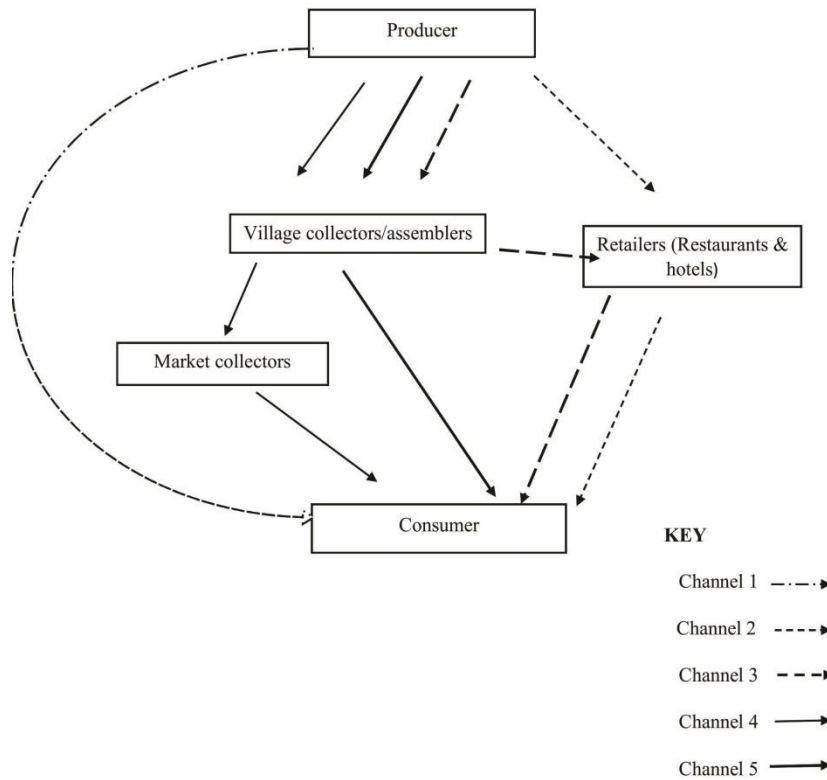 Producer
Village collectors/assemblers
Retailers (Restaurants &
hotels)
Market collectors
Consumer
KEY
Channel 1
Channel 2
Channel 3
Channel 4
Channel 5